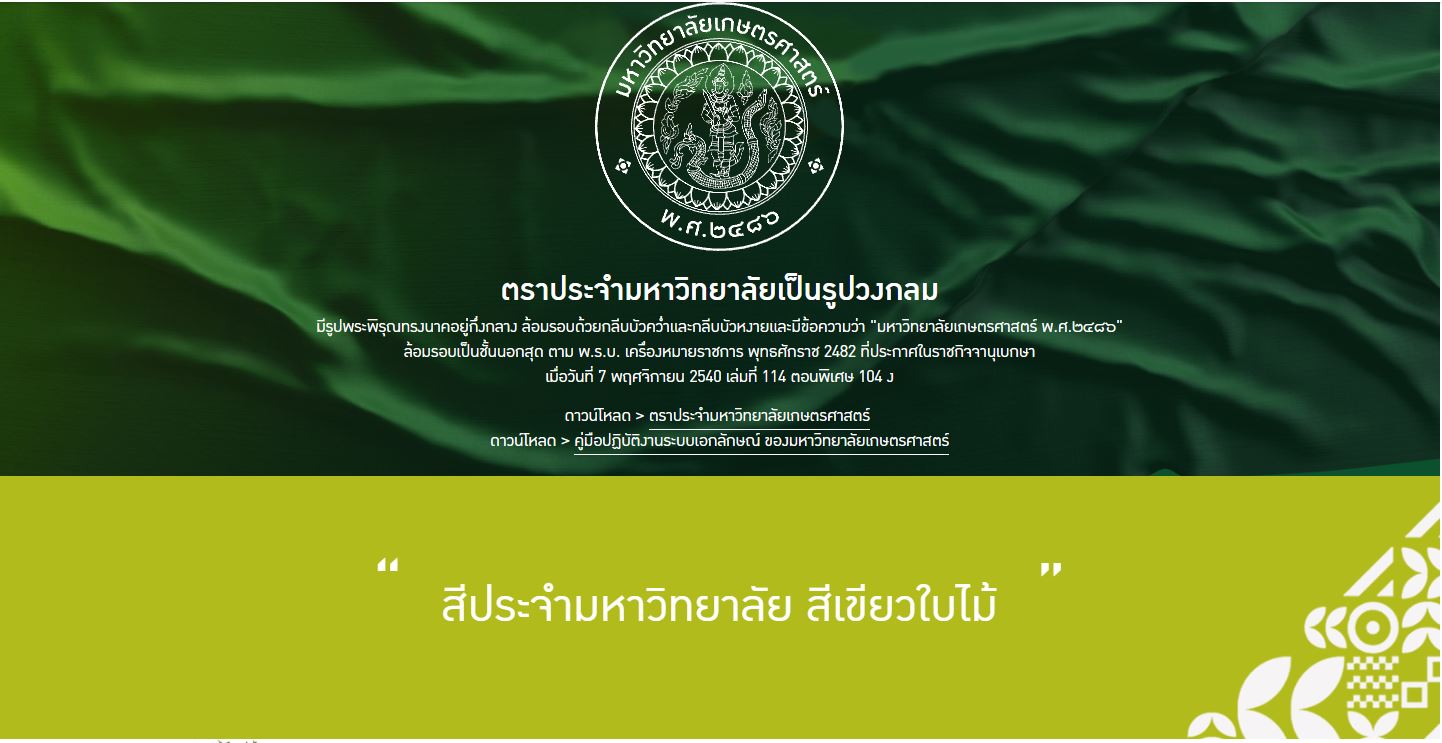 มหาวิทยาลัยเกษตรศาสตร์
พ.ศ.๒๔๘๖
ตราประจำมหาวิทยาลัยเป็นรูปวงกลม
มีรูปพระพิรุณทรงนาคอยู่กึ่งกลาง ล้อมรอบด้วยกลีบบัวคว่ำและกลีบบัวหงายและมีข้อความว่า "มหาวิทยาลัยเกษตรศาสตร์ พ.ศ.๒๔๘๖"
ล้อมรอบเป็นชั้นนอกสุด ตาม พ.ร.บ. เครื่องหมายราชการ พุทธศักราช 2482 ที่ประกาศในราชกิจจานุเบกษา
เมื่อวันที่ 7 พฤศจิกายน 2540 เล่มที่ 114 ตอนพิเศษ 104 ง
ดาวน์โหลด > ตราประจำมหาวิทยาลัยเกษตรศาสตร์
ดาวน์โหลด > คู่มือปฏิบัติงานระบบเอกลักษณ์ ของมหาวิทยาลัยเกษตรศาสตร์
“ สีประจำมหาวิทยาลัย สีเขียวใบไม้ ”